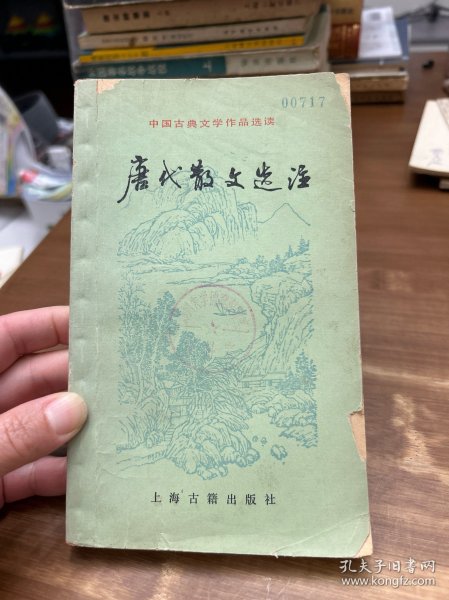 00717
中国古典文学作品选读
唐代散文选注
上海古籍出版社
孔夫子旧书网
www.kongfz.com